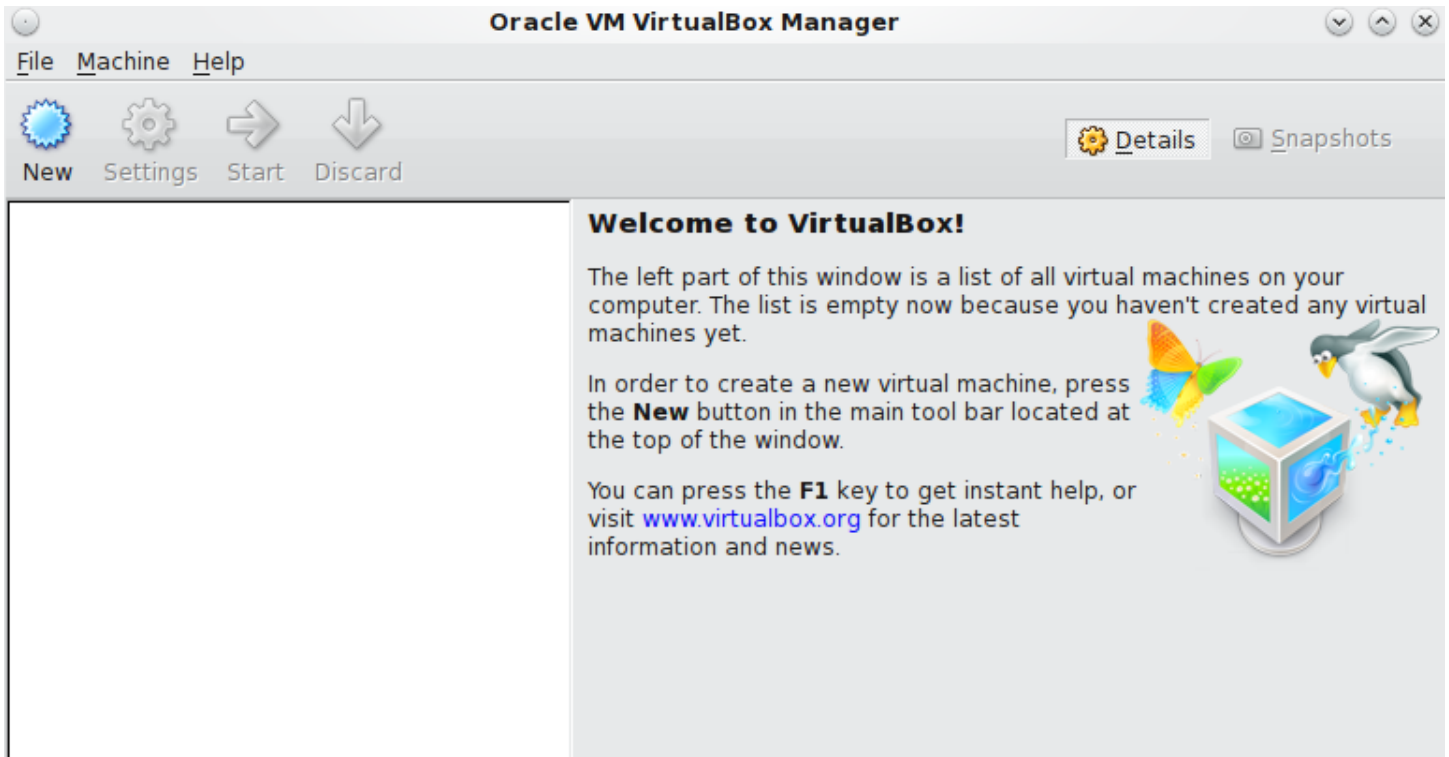 Oracle VM VirtualBox Manager
File Machine Help
New Settings Start Discard
Details Snapshots
Welcome to VirtualBox!
The left part of this window is a list of all virtual machines on your
computer. The list is empty now because you haven't created any virtual
machines yet.
In order to create a new virtual machine, press
the New button in the main tool bar located at
the top of the window.
You can press the F1 key to get instant help, or
visit www.virtualbox.org for the latest
information and news.